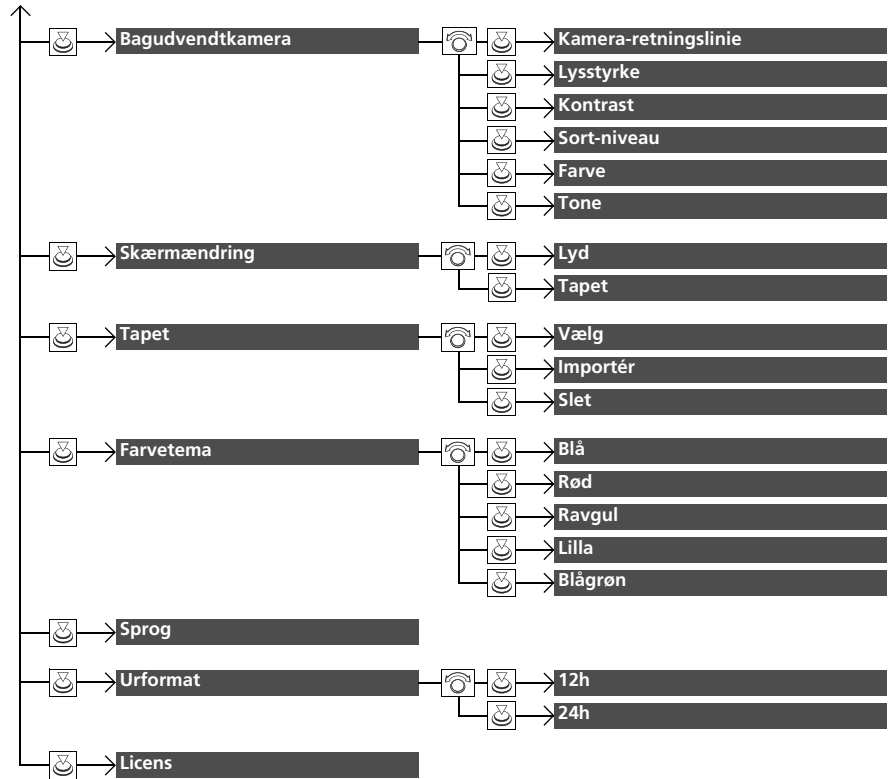 Bagudvendtkamera
Kamera-retningslinie
Lysstyrke
Kontrast
Sort-niveau
Farve
Tone
Skærmændring
Lyd
Tapet
Tapet
Vælg
Importér
Slet
Farvetema
Blå
Rød
Ravgul
Lilla
Blågrøn
Sprog
Urformat
12h
24h
Licens